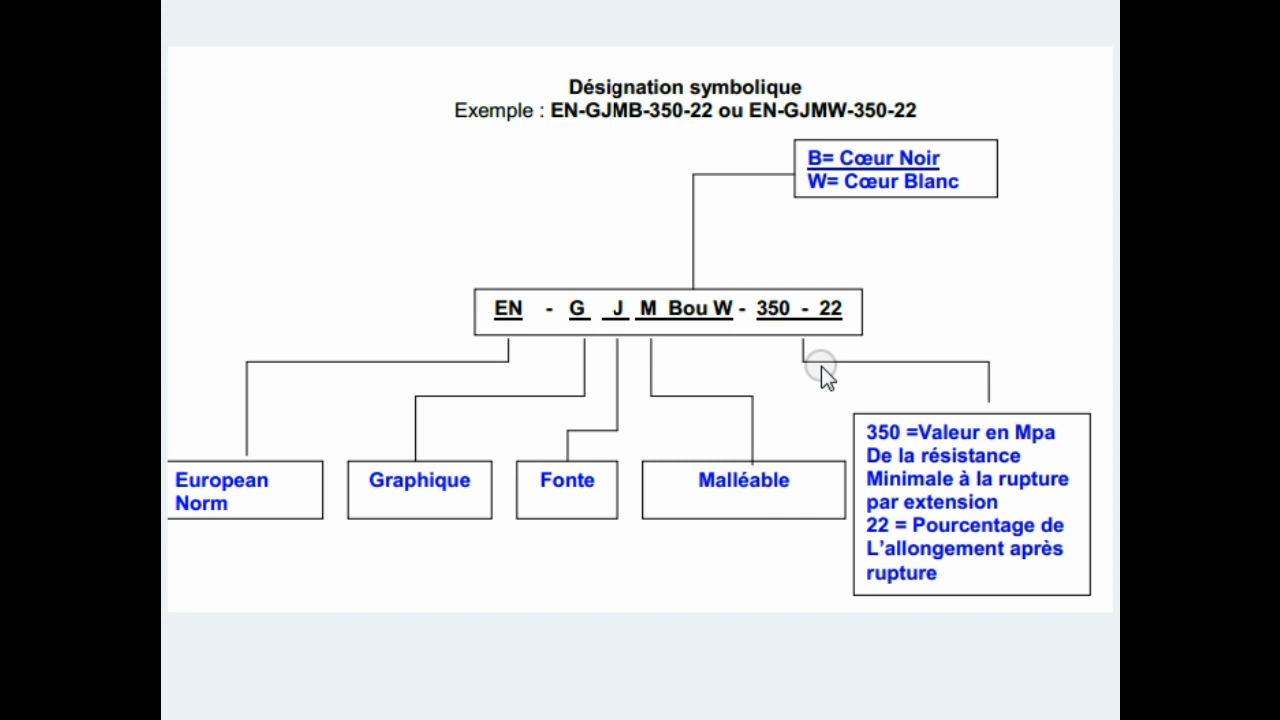 Désignation symbolique
Exemple : EN-GJMB-350-22 ou EN-GJMW-350-22
B= Cœur Noir
W= Cœur Blanc
EN - G J M Bou W - 350 - 22
European
Norm
Graphique
Fonte
Malléable
350 =Valeur en Mpa
De la résistance
Minimale à la rupture
par extension
22 = Pourcentage de
L'allongement après
rupture